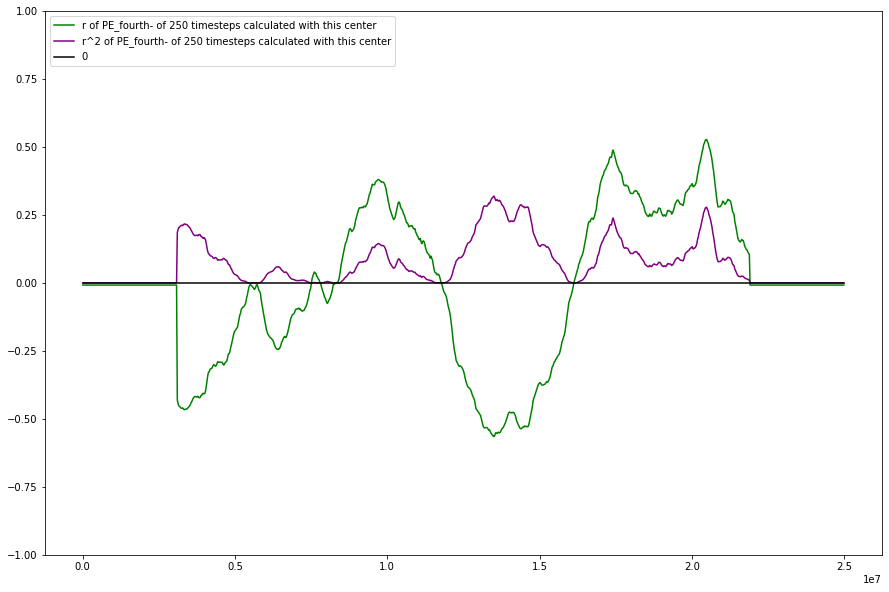 1.00
r of PE_fourth- of 250 timesteps calculated with this center
r^2 of PE_fourth- of 250 timesteps calculated with this center
0
0.75
0.50
0.25
0.00
−0.25
−0.50
−0.75
−1.00
0.0 0.5 1.0 1.5 2.0 2.5
1e7